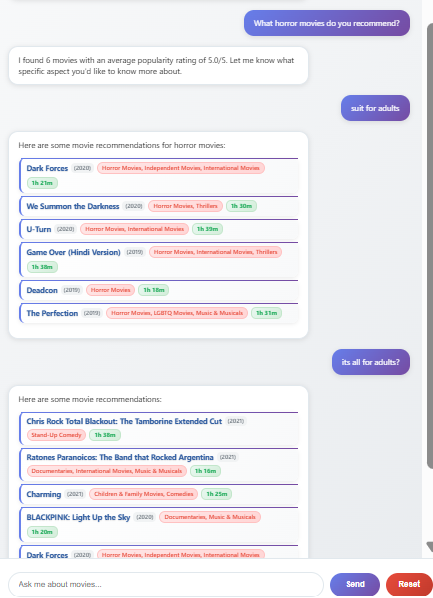 What horror movies do you recommend?
I found 6 movies with an average popularity rating of 5.0/5. Let me know what
specific aspect you'd like to know more about.
suit for adults
Here are some movie recommendations for horror movies:
Dark Forces (2020) Horror Movies, Independent Movies, International Movies
1h 21m
We Summon the Darkness (2020) Horror Movies, Thrillers 1h 30m
U-Turn (2020) Horror Movies, International Movies 1h 39m
Game Over (Hindi Version) (2019) Horror Movies, International Movies, Thrillers
1h 38m
Deadcon (2019) Horror Movies 1h 18m
The Perfection (2019) Horror Movies, LGBTQ Movies, Music & Musicals 1h 31m
its all for adults?
Here are some movie recommendations:
Chris Rock Total Blackout: The Tamborine Extended Cut (2021)
Stand-Up Comedy 1h 38m
Ratones Paranoicos: The Band that Rocked Argentina (2021)
Documentaries, International Movies, Music & Musicals 1h 16m
Charming (2021) Children & Family Movies, Comedies 1h 25m
BLACKPINK: Light Up the Sky (2020) Documentaries, Music & Musicals
1h 20m
Dark Forces (2020) Horror Movies, Independent Movies, International Movies
Ask me about movies...
Send
Reset